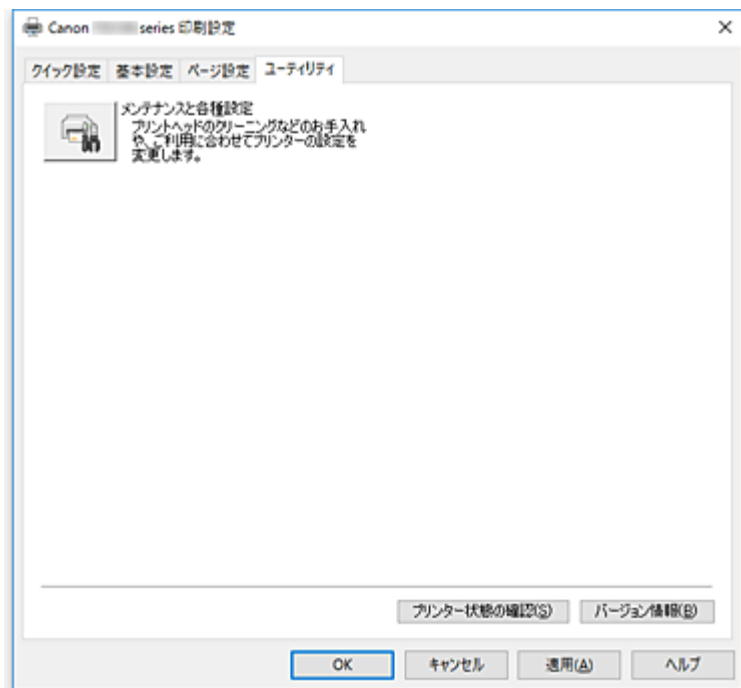 Canon series 印刷設定
クイック設定 基本設定 ページ設定 ユーティリティ
メンテナンスと各種設定
プリントヘッドのクリーニングなどのお手入れ
や、ご利用に合わせてプリンターの設定を
変更します。
プリンター状態の確認(S) バージョン情報(B)
OK キャンセル 適用(A) ヘルプ